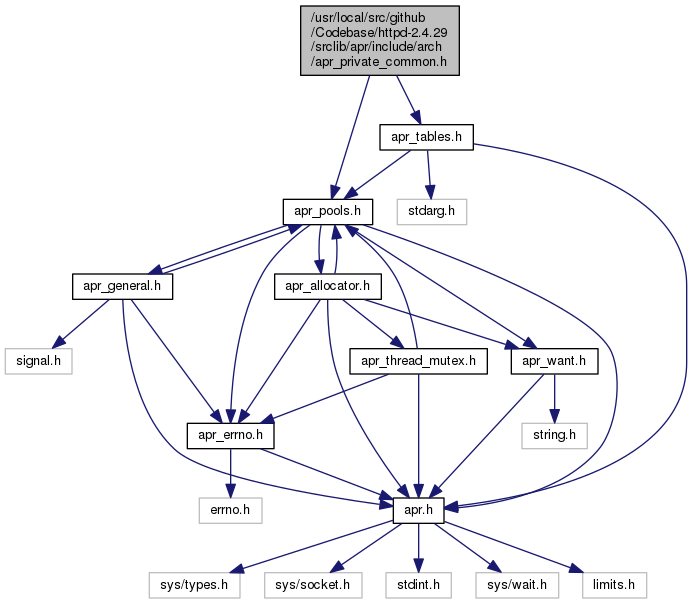 /usr/local/src/github
/Codebase/httpd-2.4.29
/srclib/apr/include/arch
/apr_private_common.h
apr_tables.h
apr_pools.h
stdarg.h
apr_general.h
apr_allocator.h
signal.h
apr_thread_mutex.h
apr_want.h
apr_errno.h
string.h
errno.h
apr.h
sys/types.h
sys/socket.h
stdint.h
sys/wait.h
limits.h